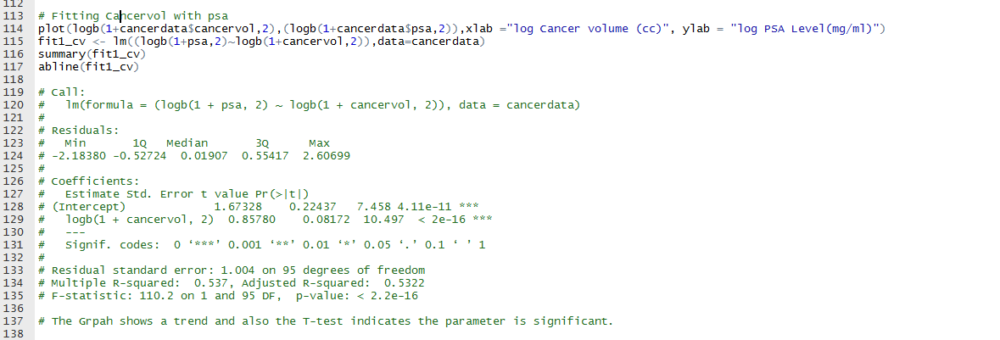 112
113 # Fitting Cancervol with psa
114 plot(logb(1+cancerdata$cancervol,2),(logb(1+cancerdata$psa,2)),xlab ="log Cancer volume (cc)", ylab = "log PSA Level(mg/ml)")
115 fit1_cv <- lm((logb(1+psa,2)~logb(1+cancervol,2)),data=cancerdata)
116 summary(fit1_cv)
117 abline(fit1_cv)
118
119 # Call:
120 #   lm(formula = (logb(1 + psa, 2) ~ logb(1 + cancervol, 2)), data = cancerdata)
121 #
122 # Residuals:
123 #   Min       1Q   Median       3Q      Max
124 # -2.18380 -0.52724  0.01907  0.55417  2.60699
125 #
126 # Coefficients:
127 #   Estimate Std. Error t value Pr(>|t|)
128 # (Intercept)             1.67328    0.22437   7.458 4.11e-11 ***
129 #   logb(1 + cancervol, 2)  0.85780    0.08172  10.497  < 2e-16 ***
130 #   ---
131 #   Signif. codes:  0 ‘***’ 0.001 ‘**’ 0.01 ‘*’ 0.05 ‘.’ 0.1 ‘ ’ 1
132 #
133 # Residual standard error: 1.004 on 95 degrees of freedom
134 # Multiple R-squared:  0.537, Adjusted R-squared:  0.5322
135 # F-statistic: 110.2 on 1 and 95 DF,  p-value: < 2.2e-16
136
137 # The Grpah shows a trend and also the T-test indicates the parameter is significant.
138